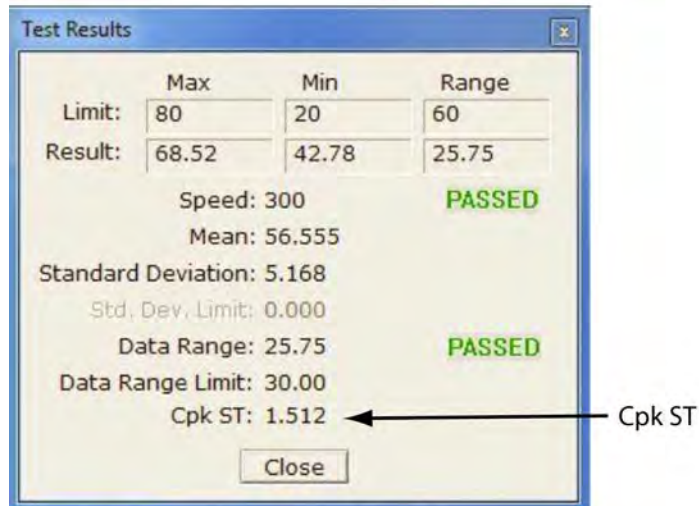 Test Results
Max Min Range
Limit: 80 20 60
Result: 68.52 42.78 25.75
Speed: 300 PASSED
Mean: 56.555
Standard Deviation: 5.168
Std. Dev. Limit: 0.000
Data Range: 25.75 PASSED
Data Range Limit: 30.00
Cpk ST: 1.512 Cpk ST
Close